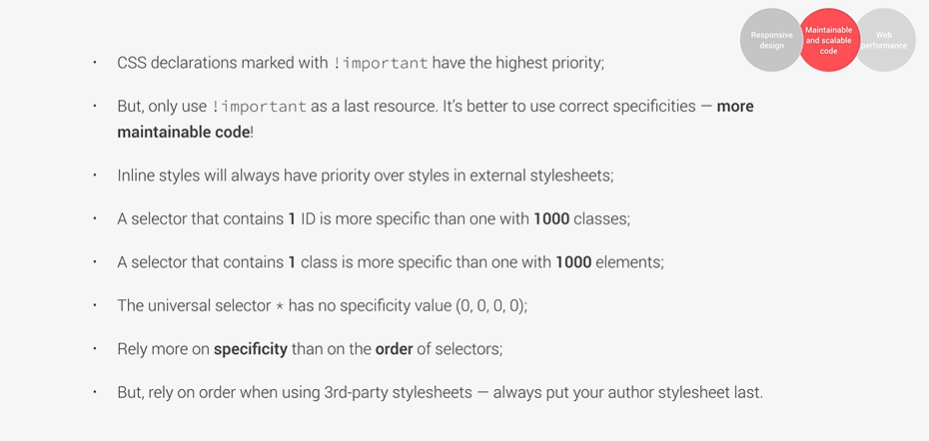 Responsive
design
Maintainable
and scalable
code
Web
performance
• CSS declarations marked with !important have the highest priority;
• But, only use !important as a last resource. It's better to use correct specificities — more
maintainable code!
• Inline styles will always have priority over styles in external stylesheets;
• A selector that contains 1 ID is more specific than one with 1000 classes;
• A selector that contains 1 class is more specific than one with 1000 elements;
• The universal selector * has no specificity value (0, 0, 0, 0);
• Rely more on specificity than on the order of selectors;
• But, rely on order when using 3rd-party stylesheets — always put your author stylesheet last.